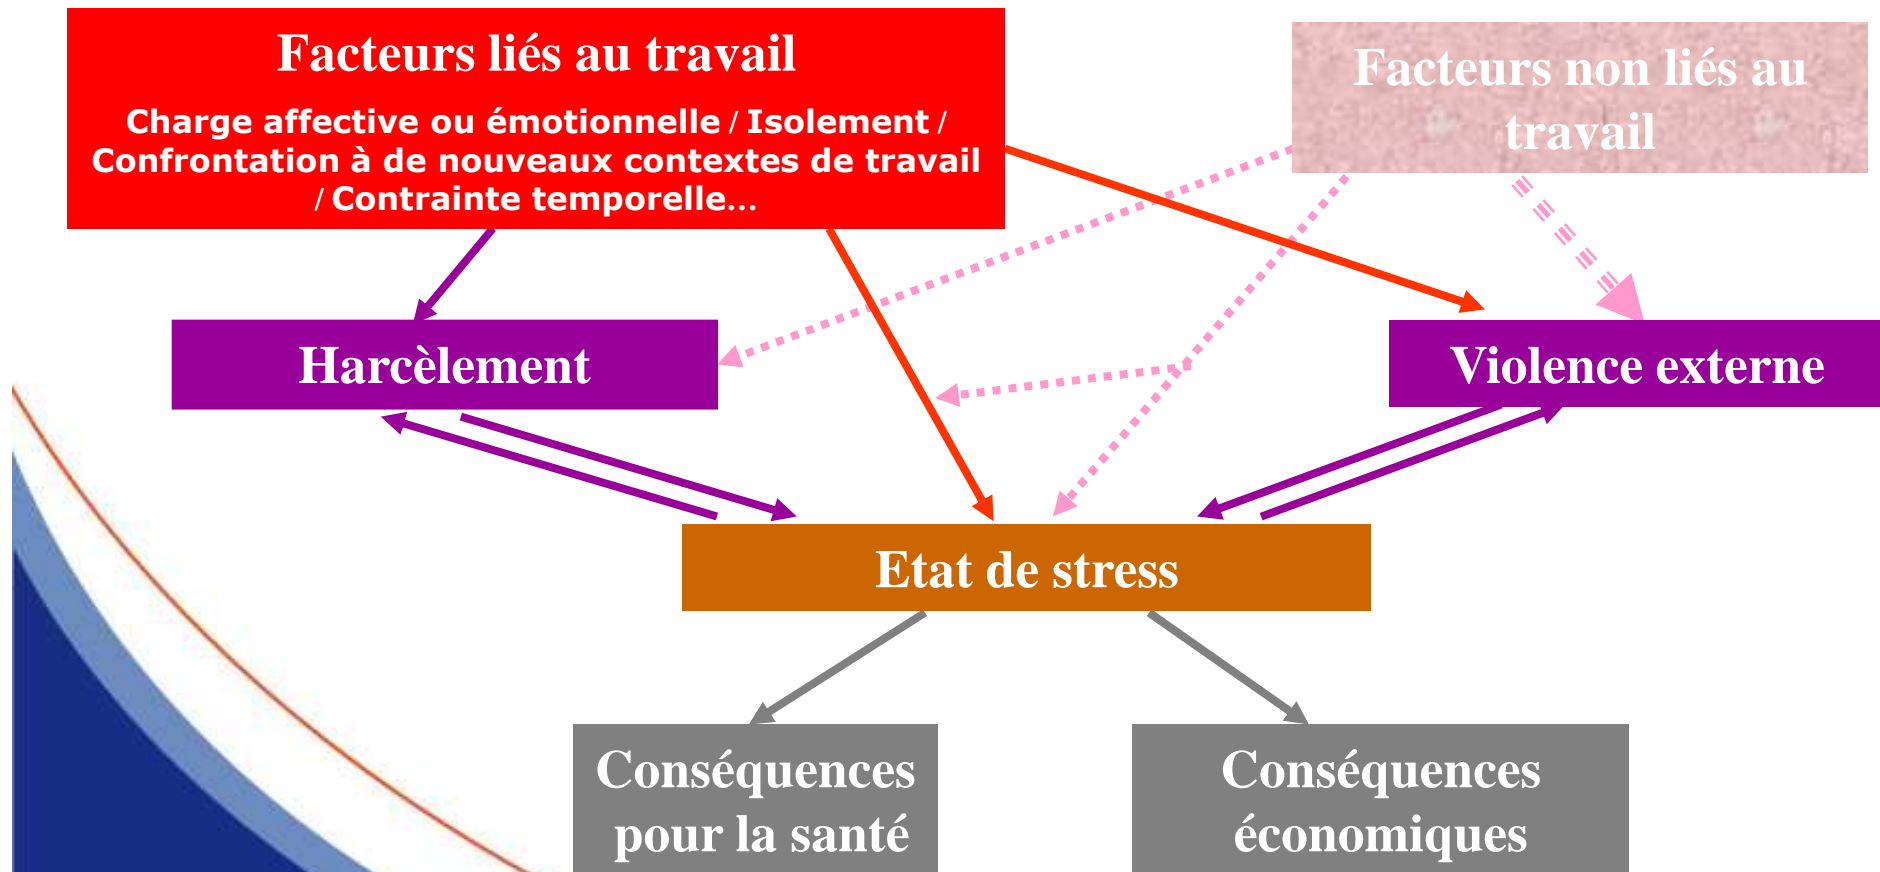 Facteurs liés au travail
Charge affective ou émotionnelle / Isolement /
Confrontation à de nouveaux contextes de travail
/ Contrainte temporelle...
Facteurs non liés au
travail
Harcèlement
Violence externe
Etat de stress
Conséquences
pour la santé
Conséquences
économiques